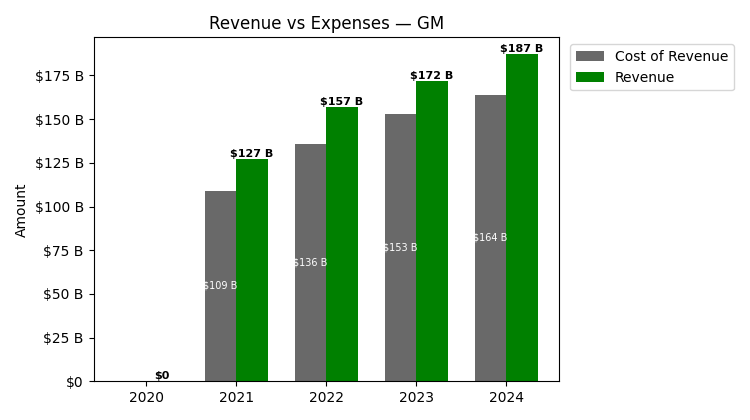 Revenue vs Expenses — GM
Cost of Revenue
Revenue
Amount
$175 B
$150 B
$125 B
$100 B
$75 B
$50 B
$25 B
$0
$0
$127 B
$157 B
$172 B
$187 B
$109 B
$136 B
$153 B
$164 B
2020 2021 2022 2023 2024